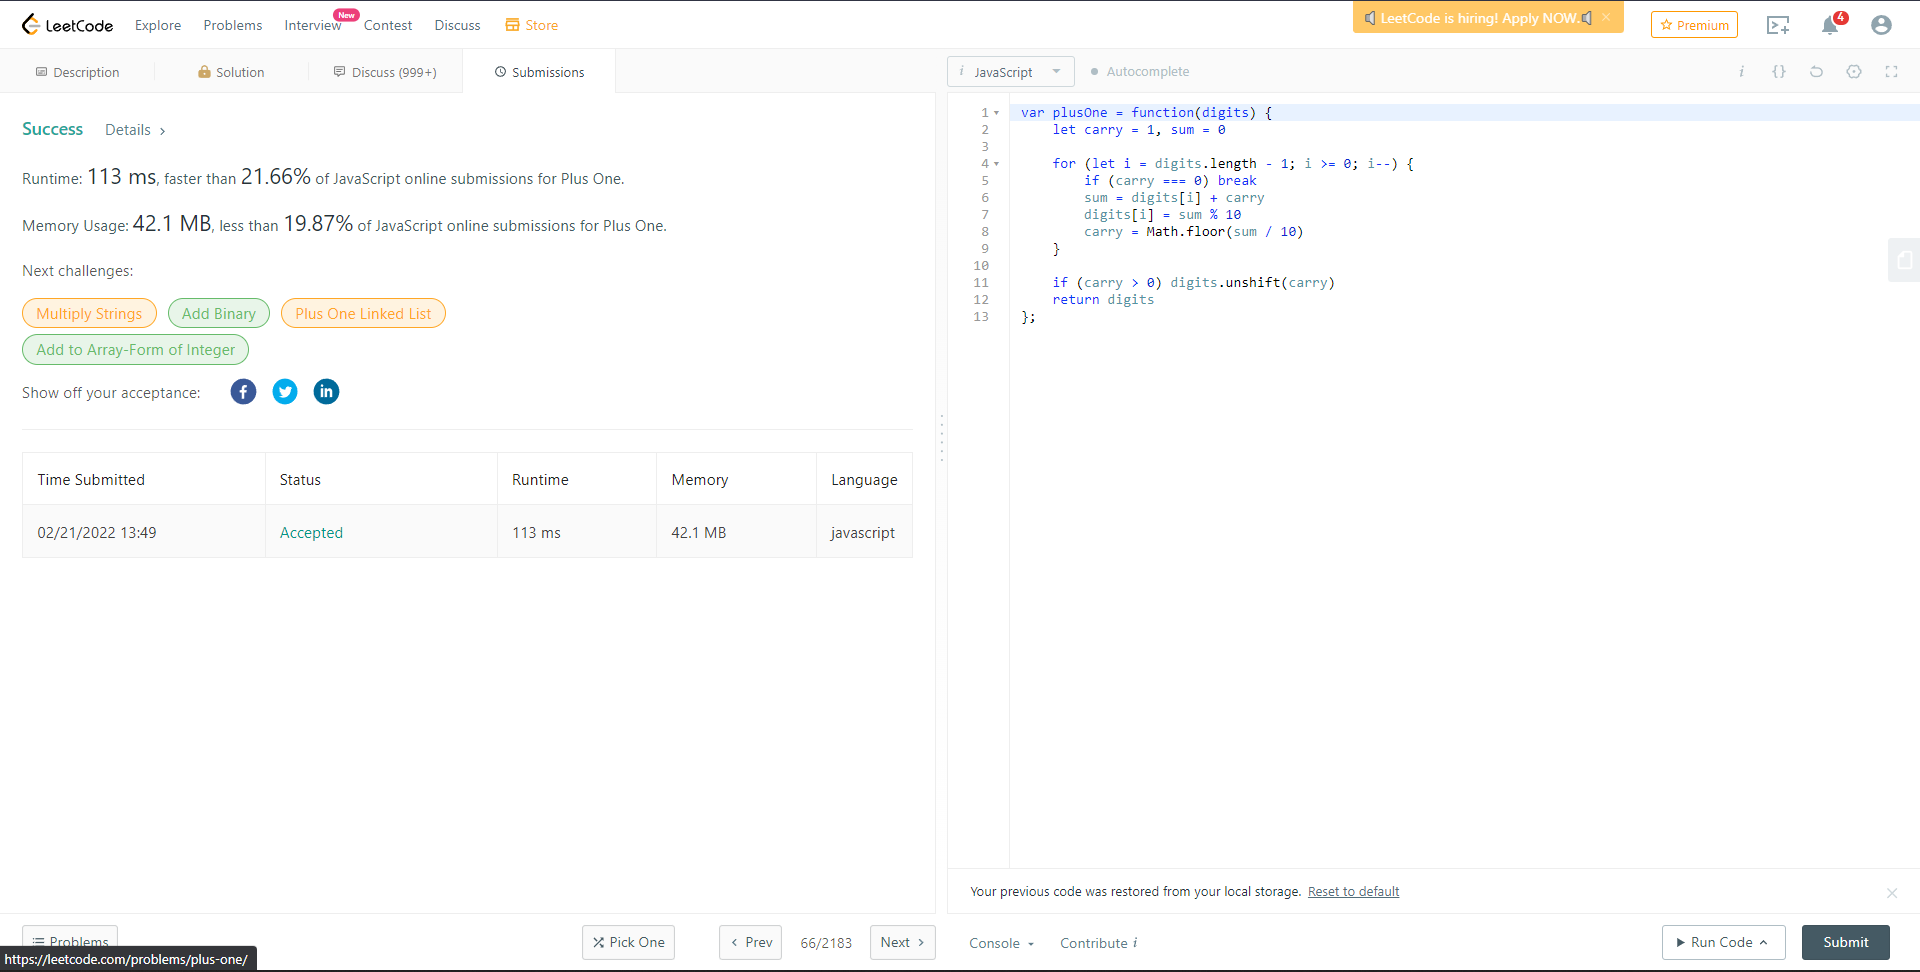 LeetCode Explore Problems Interview New Contest Discuss Store LeetCode is hiring! Apply NOW. Premium 4
Description Solution Discuss (999+) Submissions
i JavaScript Autocomplete i {}
Success Details >
Runtime: 113 ms, faster than 21.66% of JavaScript online submissions for Plus One.
Memory Usage: 42.1 MB, less than 19.87% of JavaScript online submissions for Plus One.
Next challenges:
Multiply Strings Add Binary Plus One Linked List
Add to Array-Form of Integer
Show off your acceptance: f in
Time Submitted Status Runtime Memory Language
02/21/2022 13:49 Accepted 113 ms 42.1 MB javascript
1 var plusOne = function(digits) {
2     let carry = 1, sum = 0
3
4     for (let i = digits.length - 1; i >= 0; i--) {
5         if (carry === 0) break
6         sum = digits[i] + carry
7         digits[i] = sum % 10
8         carry = Math.floor(sum / 10)
9     }
10
11     if (carry > 0) digits.unshift(carry)
12     return digits
13 };
Your previous code was restored from your local storage. Reset to default
Problems Pick One < Prev 66/2183 Next > Console Contribute i Run Code Submit
https://leetcode.com/problems/plus-one/